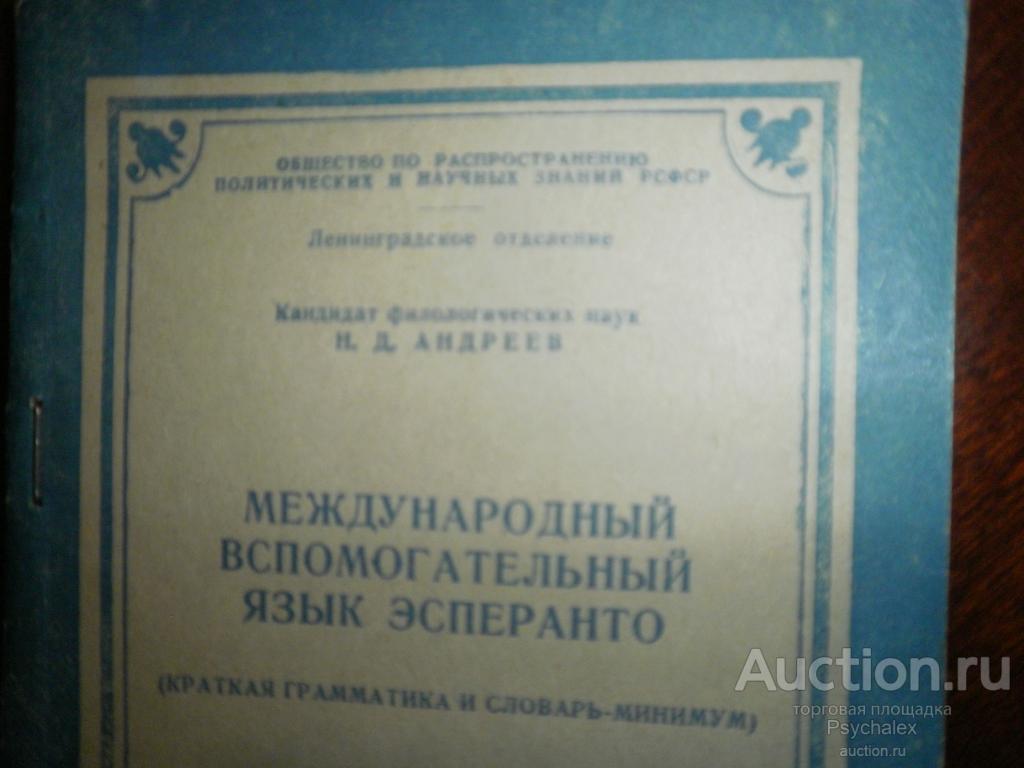 ОБЩЕСТВО ПО РАСПРОСТРАНЕНИЮ
ПОЛИТИЧЕСКИХ И НАУЧНЫХ ЗНАНИЙ РСФСР
Ленинградское отделение
Кандидат филологических наук
Н. Д. АНДРЕЕВ
МЕЖДУНАРОДНЫЙ
ВСПОМОГАТЕЛЬНЫЙ
ЯЗЫК ЭСПЕРАНТО
(КРАТКАЯ ГРАММАТИКА И СЛОВАРЬ-МИНИМУМ)
Auction.ru
торговая площадка
Psychalex
auction.ru